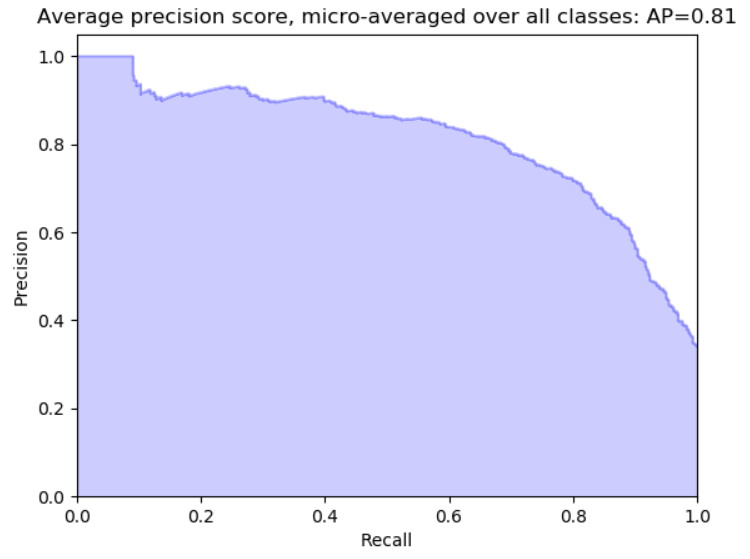 Average precision score, micro-averaged over all classes: AP=0.81
1.0
0.8
0.6
0.4
0.2
0.0
Precision
0.0 0.2 0.4 0.6 0.8 1.0
Recall